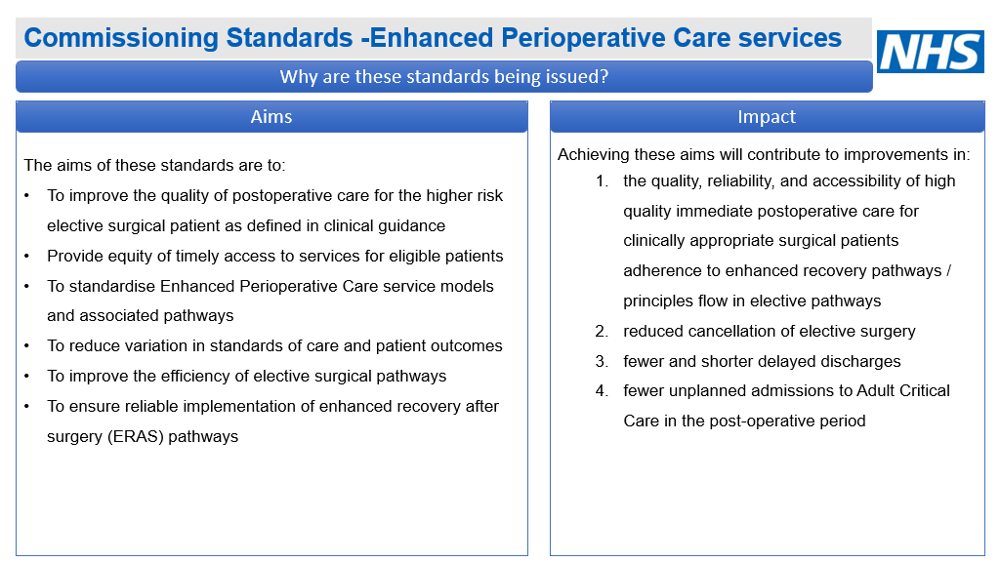 Commissioning Standards -Enhanced Perioperative Care services
NHS
Why are these standards being issued?
Aims
The aims of these standards are to:
• To improve the quality of postoperative care for the higher risk
elective surgical patient as defined in clinical guidance
• Provide equity of timely access to services for eligible patients
• To standardise Enhanced Perioperative Care service models
and associated pathways
• To reduce variation in standards of care and patient outcomes
• To improve the efficiency of elective surgical pathways
• To ensure reliable implementation of enhanced recovery after
surgery (ERAS) pathways
Impact
Achieving these aims will contribute to improvements in:
1. the quality, reliability, and accessibility of high
quality immediate postoperative care for
clinically appropriate surgical patients
adherence to enhanced recovery pathways /
principles flow in elective pathways
2. reduced cancellation of elective surgery
3. fewer and shorter delayed discharges
4. fewer unplanned admissions to Adult Critical
Care in the post-operative period